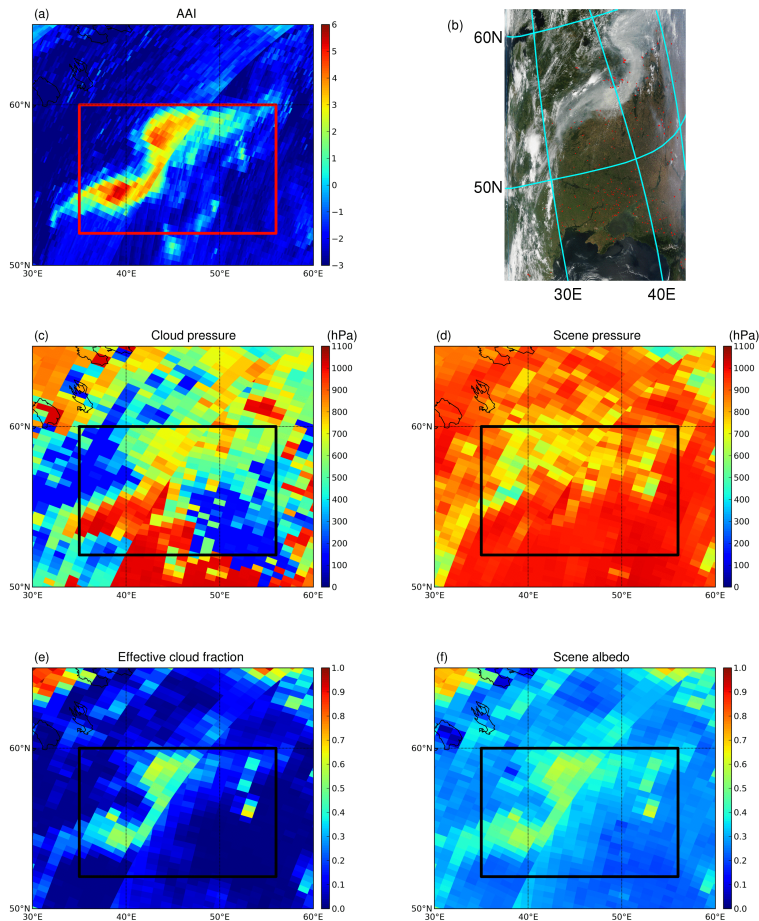 (a) AAI
60°N
50°N
30°E 40°E 50°E 60°E
6
5
4
3
2
1
0
−1
−2
−3
(b)
60N
50N
30E 40E
(c) Cloud pressure (hPa)
60°N
50°N
30°E 40°E 50°E 60°E
1100
1000
900
800
700
600
500
400
300
200
100
0
(d) Scene pressure (hPa)
60°N
50°N
30°E 40°E 50°E 60°E
1100
1000
900
800
700
600
500
400
300
200
100
0
(e) Effective cloud fraction
60°N
50°N
30°E 40°E 50°E 60°E
1.0
0.9
0.8
0.7
0.6
0.5
0.4
0.3
0.2
0.1
0.0
(f) Scene albedo
60°N
50°N
30°E 40°E 50°E 60°E
1.0
0.9
0.8
0.7
0.6
0.5
0.4
0.3
0.2
0.1
0.0